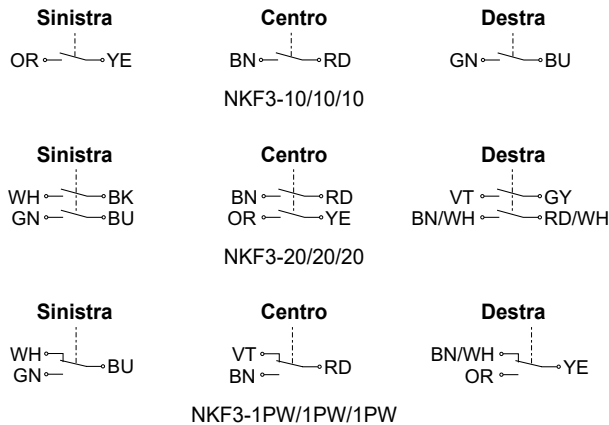 Sinistra Centro Destra
OR YE BN RD GN BU
NKF3-10/10/10
Sinistra Centro Destra
WH BK BN RD VT GY
GN BU OR YE BN/WH RD/WH
NKF3-20/20/20
Sinistra Centro Destra
WH VT BN/WH
BU RD YE
GN BN OR
NKF3-1PW/1PW/1PW